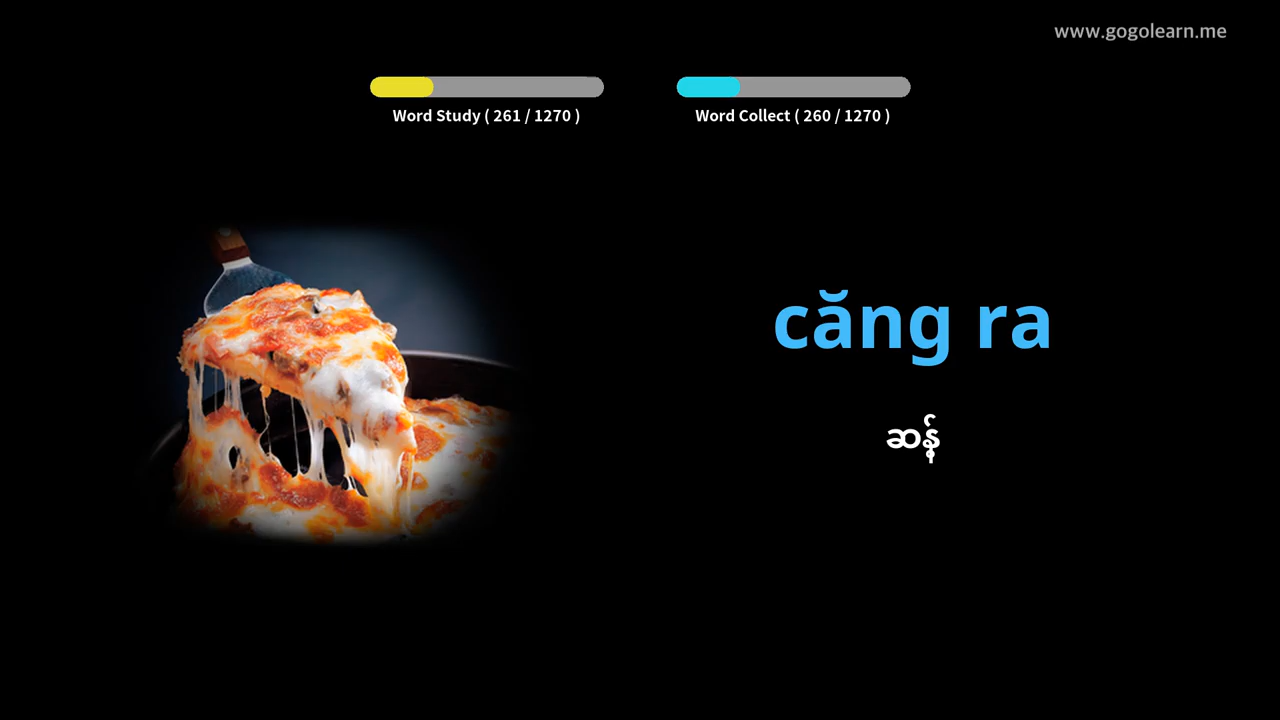 www.gogolearn.me
Word Study ( 261 / 1270 )
Word Collect ( 260 / 1270 )
căng ra
ဆန့်